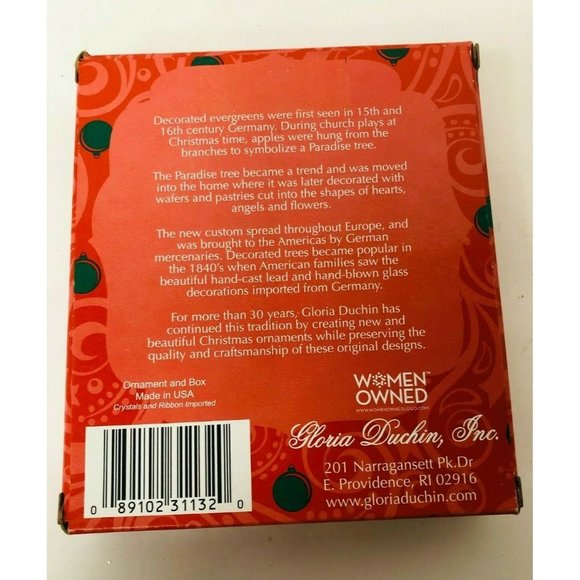 Decorated evergreens were first seen in 15th and
16th century Germany. During church plays at
Christmas time, apples were hung from the
branches to symbolize a Paradise tree.
The Paradise tree became a trend and was moved
into the home where it was later decorated with
wafers and pastries cut into the shapes of hearts,
angels and flowers.
The new custom spread throughout Europe, and
was brought to the Americas by German
mercenaries. Decorated trees became popular in
the 1840's when American families saw the
beautiful hand-cast lead and hand-blown glass
decorations imported from Germany.
For more than 30 years, Gloria Duchin has
continued this tradition by creating new and
beautiful Christmas ornaments while preserving the
quality and craftsmanship of these original designs.
Ornament and Box
Made in USA
Crystals and Ribbon Imported
WOMEN™
OWNED
WWW.WOMENOWNEDLOGO.COM
Gloria Duchin, Inc.
201 Narragansett Pk.Dr
E. Providence, RI 02916
www.gloriaduchin.com
0 89102 31132 0